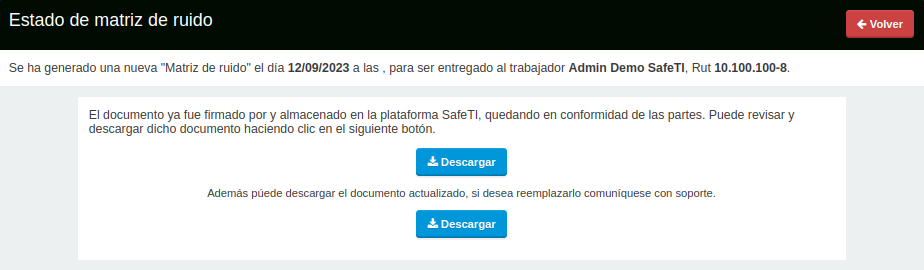 Estado de matriz de ruido
Volver
Se ha generado una nueva "Matriz de ruido" el día 12/09/2023 a las , para ser entregado al trabajador Admin Demo SafeTI, Rut 10.100.100-8.
El documento ya fue firmado por y almacenado en la plataforma SafeTI, quedando en conformidad de las partes. Puede revisar y
descargar dicho documento haciendo clic en el siguiente botón.
Descargar
Además púede descargar el documento actualizado, si desea reemplazarlo comuníquese con soporte.
Descargar